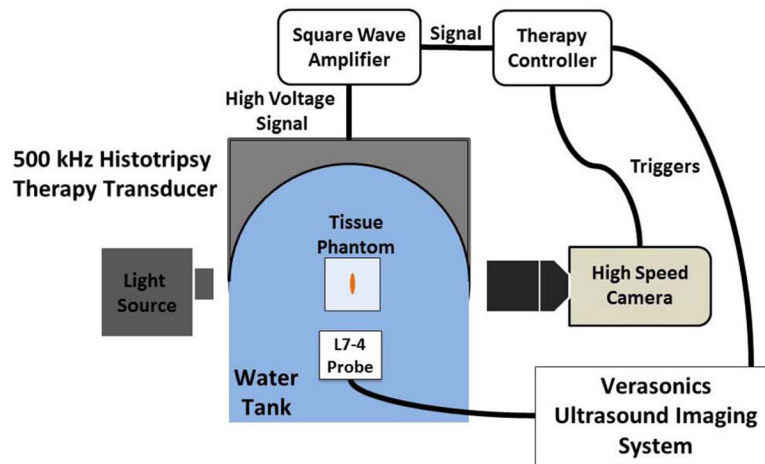 Square Wave
Amplifier
Signal
Therapy
Controller
High Voltage
Signal
500 kHz Histotripsy
Therapy Transducer
Triggers
Tissue
Phantom
Light
Source
High Speed
Camera
L7-4
Probe
Water
Tank
Verasonics
Ultrasound Imaging
System